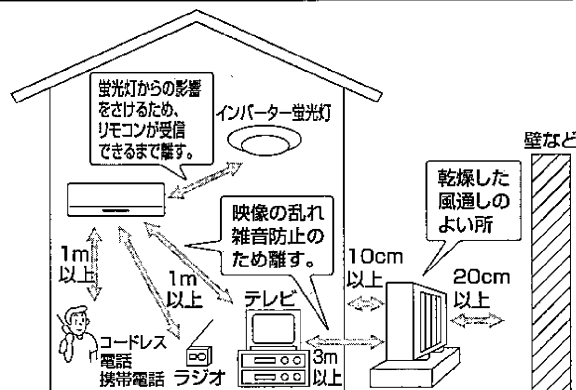 蛍光灯からの影響
をさけるため、
リモコンが受信
できるまで離す。
インバーター蛍光灯
壁など
乾燥した
風通しの
よい所
映像の乱れ
雑音防止の
ため離す。
1m
以上
1m
以上
10cm
以上
20cm
以上
テレビ
3m
以上
コードレス
電話
携帯電話
ラジオ